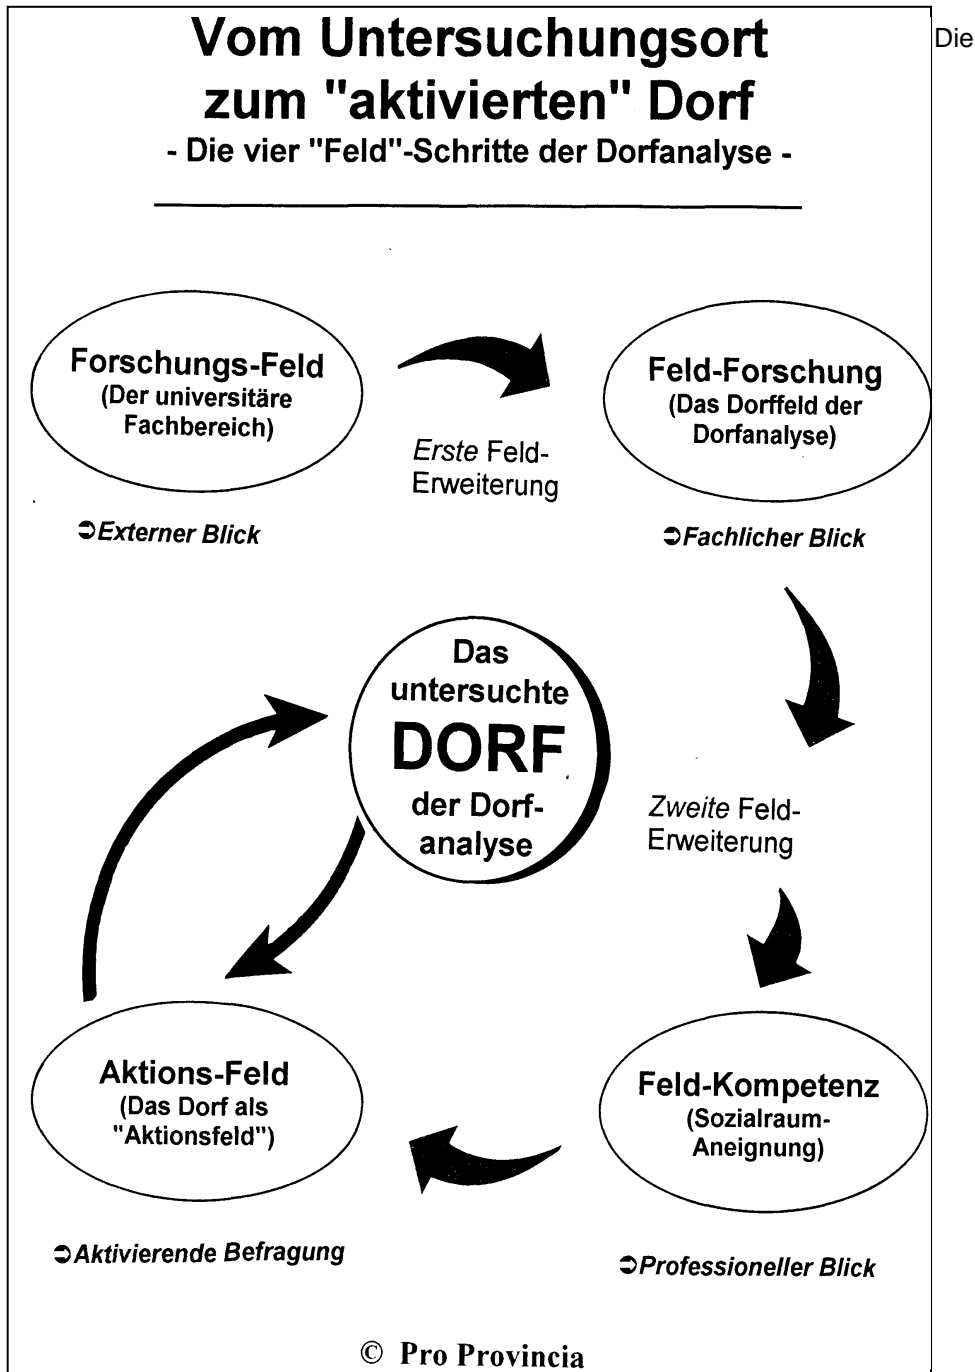 Vom Untersuchungsort
zum "aktivierten" Dorf
- Die vier "Feld"-Schritte der Dorfanalyse -
Die
Forschungs-Feld
(Der universitäre
Fachbereich)
➲Externer Blick
Erste Feld-
Erweiterung
Feld-Forschung
(Das Dorffeld der
Dorfanalyse)
➲Fachlicher Blick
Das
untersuchte
DORF
der Dorf-
analyse
Zweite Feld-
Erweiterung
Aktions-Feld
(Das Dorf als
"Aktionsfeld")
➲Aktivierende Befragung
Feld-Kompetenz
(Sozialraum-
Aneignung)
➲Professioneller Blick
© Pro Provincia